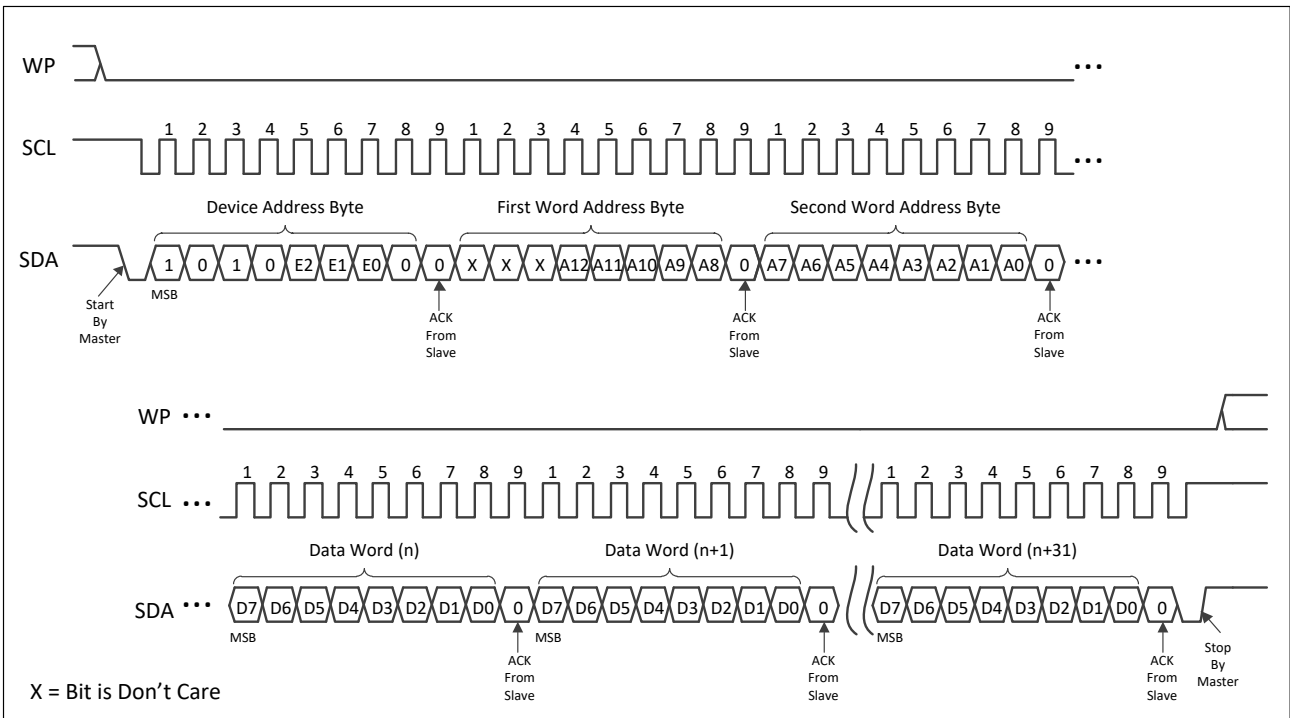 WP ...
SCL 1 2 3 4 5 6 7 8 9 1 2 3 4 5 6 7 8 9 1 2 3 4 5 6 7 8 9 ...
Device Address Byte First Word Address Byte Second Word Address Byte
SDA 1 0 1 0 E2 E1 E0 0 0 X X X A12 A11 A10 A9 A8 0 A7 A6 A5 A4 A3 A2 A1 A0 0 ...
MSB
Start By Master
ACK From Slave
ACK From Slave
ACK From Slave
WP ...
SCL ... 1 2 3 4 5 6 7 8 9 1 2 3 4 5 6 7 8 9 1 2 3 4 5 6 7 8 9
Data Word (n) Data Word (n+1) Data Word (n+31)
SDA ... D7 D6 D5 D4 D3 D2 D1 D0 0 D7 D6 D5 D4 D3 D2 D1 D0 0 D7 D6 D5 D4 D3 D2 D1 D0 0
MSB MSB MSB
ACK From Slave
ACK From Slave
ACK From Slave
Stop By Master
X = Bit is Don’t Care